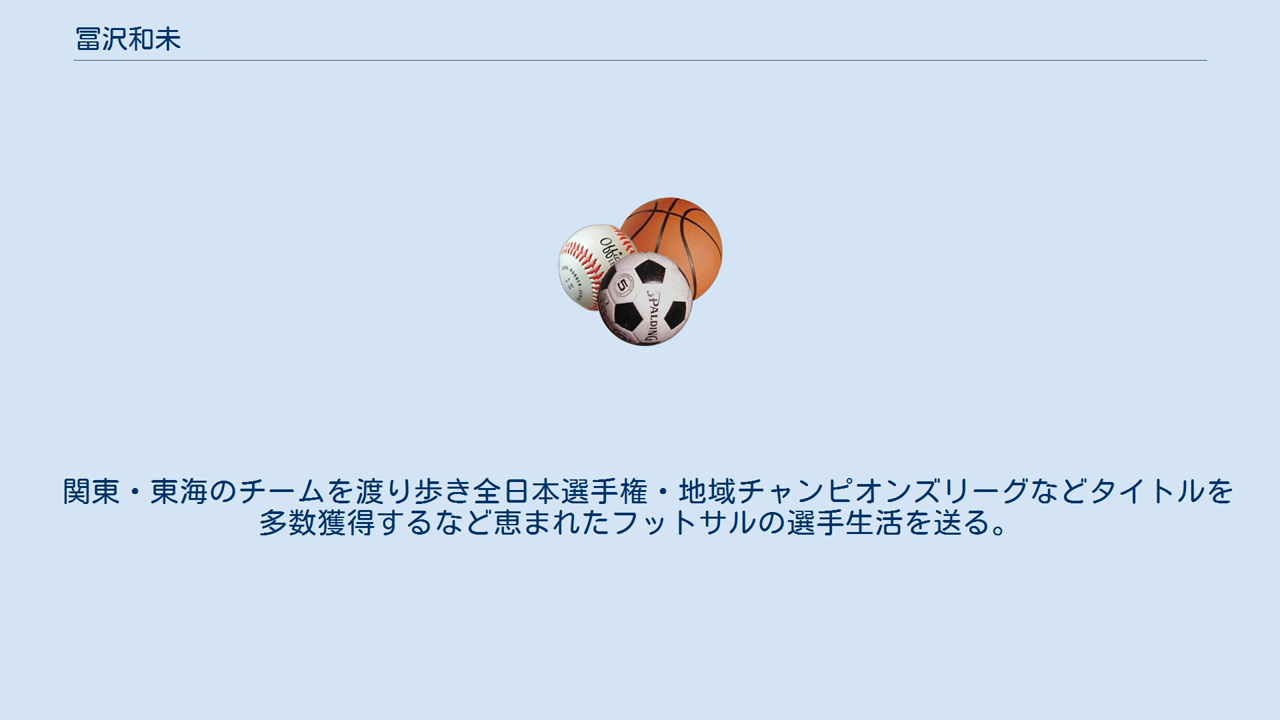 冨沢和未
Offic
5
SPALDING
関東・東海のチームを渡り歩き全日本選手権・地域チャンピオンズリーグなどタイトルを
多数獲得するなど恵まれたフットサルの選手生活を送る。